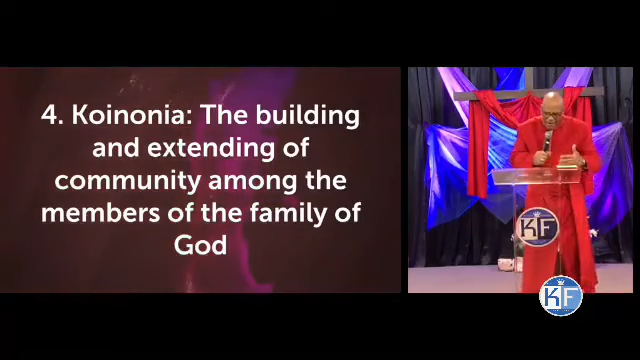 4. Koinonia: The building
and extending of
community among the
members of the family of
God
KF
KF